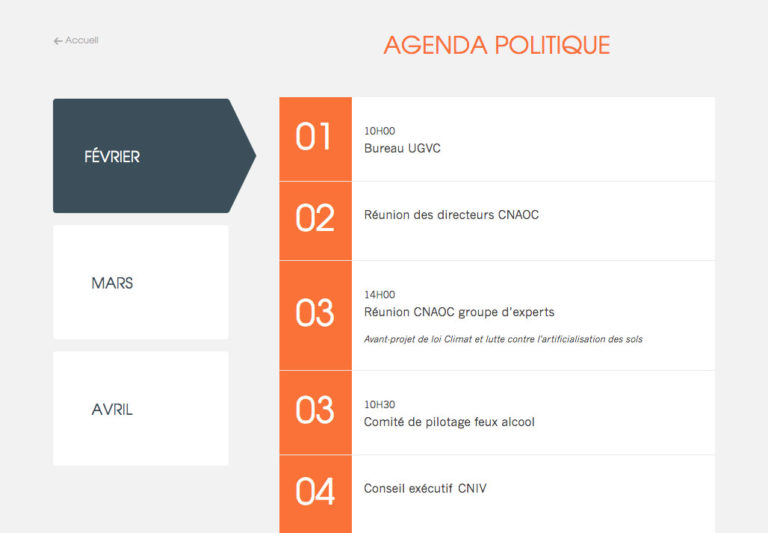 ← Accueil
AGENDA POLITIQUE
FÉVRIER
MARS
AVRIL
01
10H00
Bureau UGVC
02
Réunion des directeurs CNAOC
03
14H00
Réunion CNAOC groupe d'experts
Avant-projet de loi Climat et lutte contre l'artificialisation des sols
03
10H30
Comité de pilotage feux alcool
04
Conseil exécutif CNIV